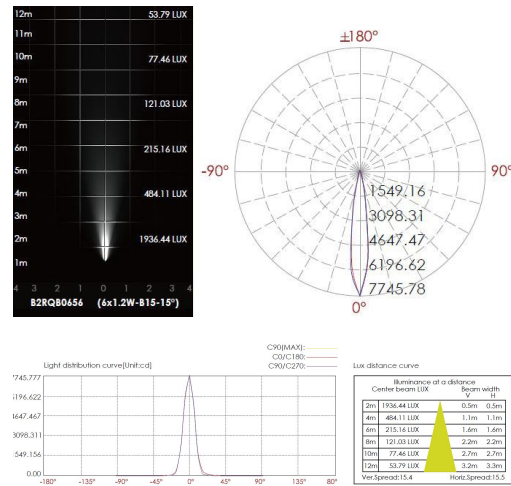 12m 53.79 LUX
11m
10m 77.46 LUX
9m
8m 121.03 LUX
7m
6m 215.16 LUX
5m
4m 484.11 LUX
3m
2m 1936.44 LUX
1m
4 3 2 1 0 1 2 3 4
B2RQB0656 (6x1.2W-B15-15°)
±180°
-90° 90°
1549.16
3098.31
4647.47
6196.62
7745.78
0°
C90(MAX):
C0/C180:
C90/C270:
Light distribution curve[Unit:cd]
7745.777
6196.622
4647.467
3098.311
549.156
0.00
-180° -135° -90° -45° 0° 45° 90° 135° 80°
Lux distance curve
Illuminance at a distance
Center beam LUX Beam width
V H
2m 1936.44 LUX 0.5m 0.5m
4m 484.11 LUX 1.1m 1.1m
6m 215.16 LUX 1.6m 1.6m
8m 121.03 LUX 2.2m 2.2m
10m 77.46 LUX 2.7m 2.7m
12m 53.79 LUX 3.2m 3.3m
Ver.Spread:15.4 Horiz.Spread:15.5